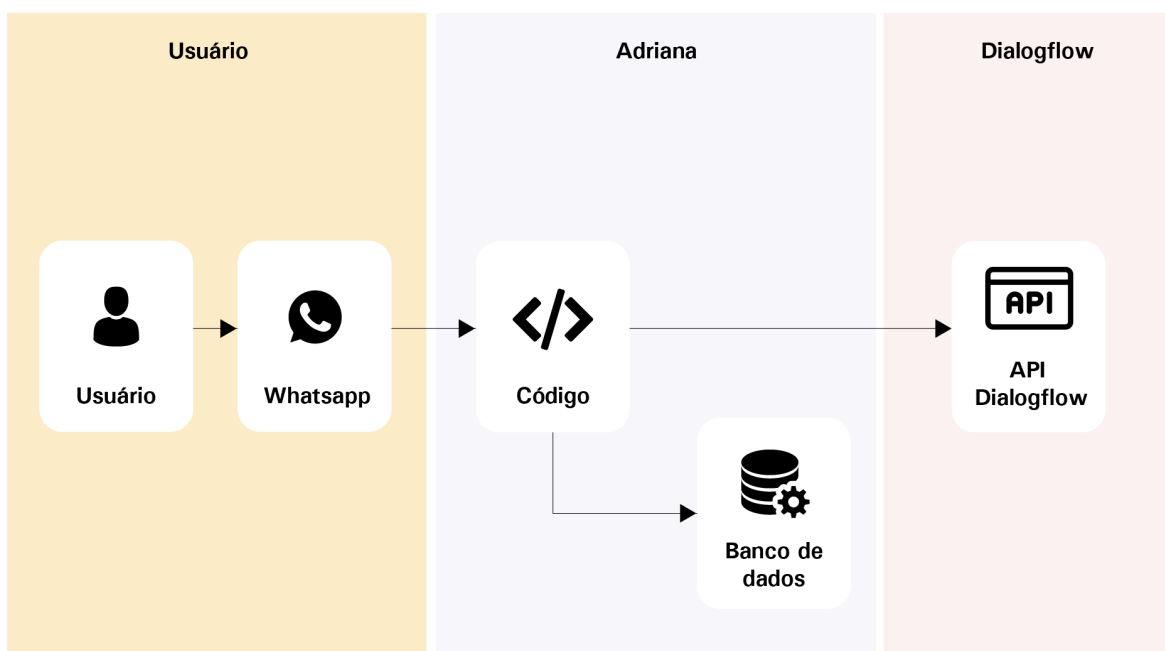 Usuário
Adriana
Dialogflow
Usuário
Whatsapp
Código
API
API
Dialogflow
Banco de
dados